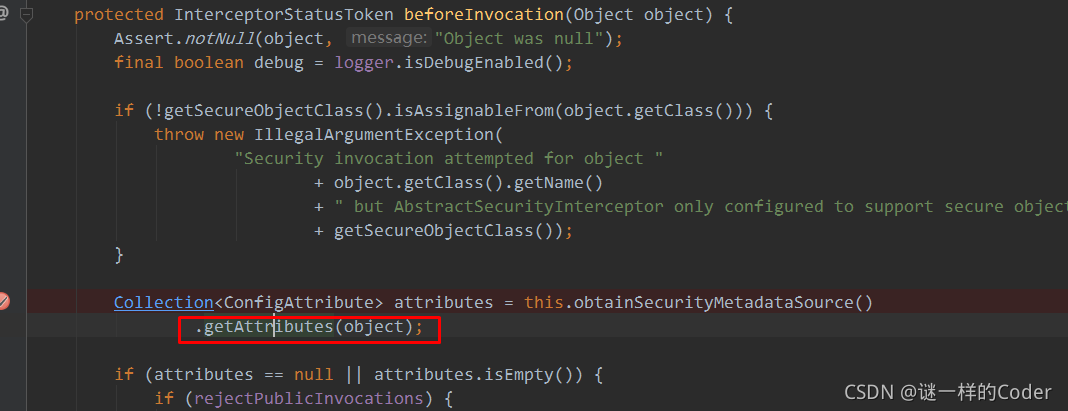 protected InterceptorStatusToken beforeInvocation(Object object) {
Assert.notNull(object, message: "Object was null");
final boolean debug = logger.isDebugEnabled();
if (!getSecureObjectClass().isAssignableFrom(object.getClass())) {
throw new IllegalArgumentException(
"Security invocation attempted for object "
+ object.getClass().getName()
+ " but AbstractSecurityInterceptor only configured to support secure object
+ getSecureObjectClass());
}
Collection<ConfigAttribute> attributes = this.obtainSecurityMetadataSource()
.getAttributes(object);
if (attributes == null || attributes.isEmpty()) {
if (rejectPublicInvocations) {
CSDN @谜一样的Coder